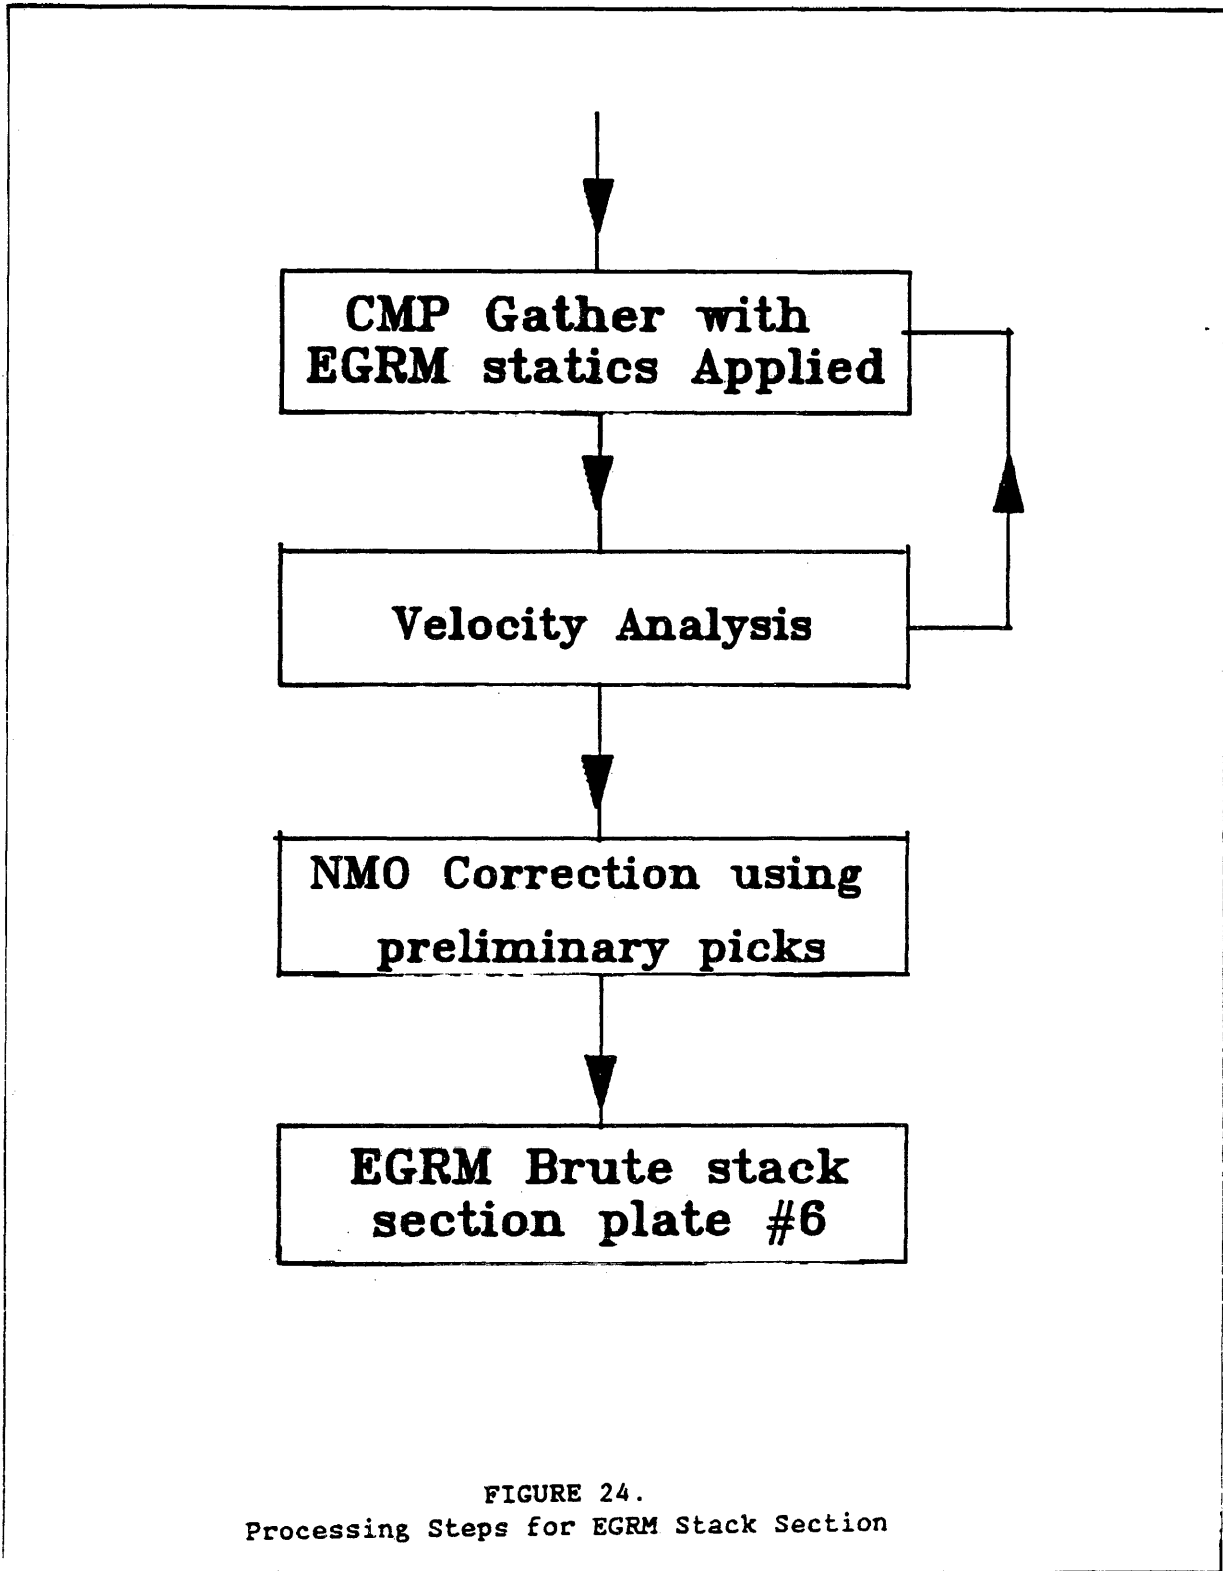 CMP Gather with
EGRM statics Applied
Velocity Analysis
NMO Correction using
preliminary picks
EGRM Brute stack
section plate #6
FIGURE 24.
Processing Steps for EGRM Stack Section